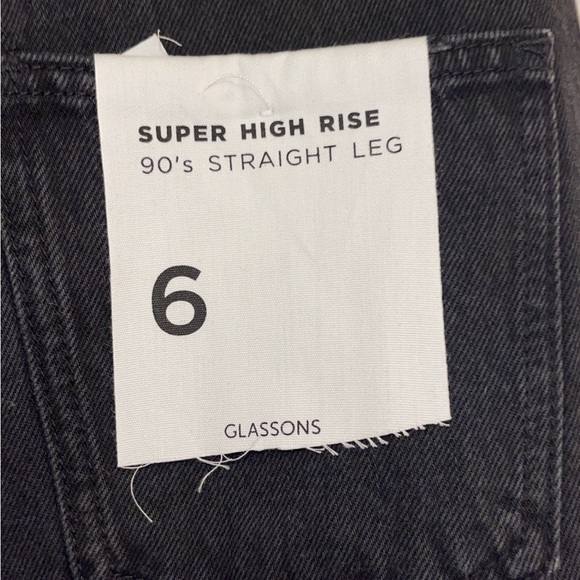 SUPER HIGH RISE
90's STRAIGHT LEG
6
GLASSONS